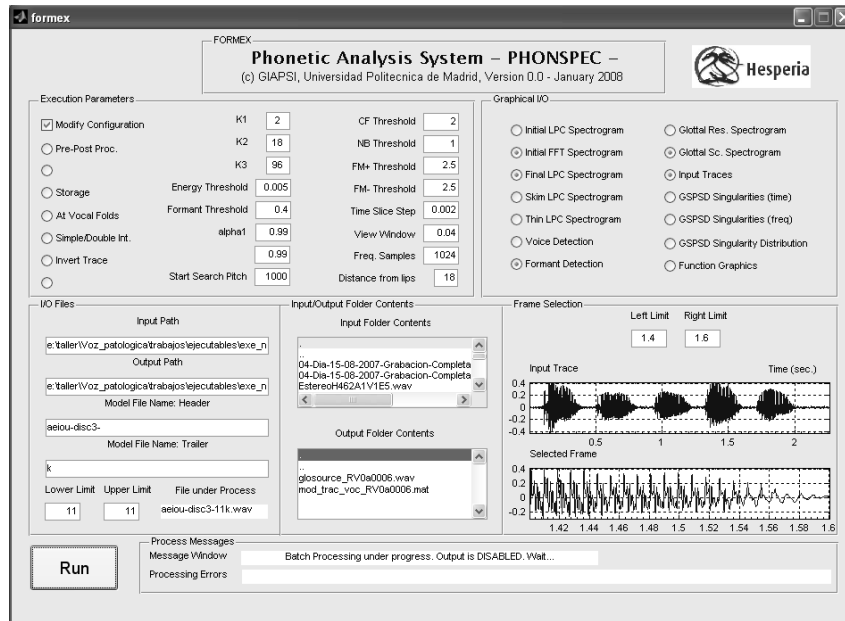 formex
FORMEX
Phonetic Analysis System – PHONSPEC –
(c) GIAPSI, Universidad Politecnica de Madrid, Version 0.0 - January 2008
Hesperia
Execution Parameters
Modify Configuration
Pre-Post Proc.
Storage
At Vocal Folds
Simple/Double Int.
Invert Trace
K1 2
K2 18
K3 96
Energy Threshold 0.005
Formant Threshold 0.4
alpha1 0.99
0.99
Start Search Pitch 1000
CF Threshold 2
NB Threshold 1
FM+ Threshold 2.5
FM- Threshold 2.5
Time Slice Step 0.002
View Window 0.04
Freq. Samples 1024
Distance from lips 18
Graphical I/O
Initial LPC Spectrogram
Initial FFT Spectrogram
Final LPC Spectrogram
Skim LPC Spectrogram
Thin LPC Spectrogram
Voice Detection
Formant Detection
Glottal Res. Spectrogram
Glottal Sc. Spectrogram
Input Traces
GSPSD Singularities (time)
GSPSD Singularities (freq)
GSPSD Singularity Distribution
Function Graphics
I/O Files
Input Path
e:\taller\Voz_patologica\trabajos\ejecutables\exe_n
Output Path
e:\taller\Voz_patologica\trabajos\ejecutables\exe_n
Model File Name: Header
aeiou-disc3-
Model File Name: Trailer
k
Lower Limit Upper Limit File under Process
11 11 aeiou-disc3-11k.wav
Input/Output Folder Contents
Input Folder Contents
.
..
04-Dia-15-08-2007-Grabacion-Completa
04-Dia-15-08-2007-Grabacion-Completa
EstereoH462A1V1E5.wav
Output Folder Contents
.
..
glosource_RV0a0006.wav
mod_trac_voc_RV0a0006.mat
Frame Selection
Left Limit Right Limit
1.4 1.6
Input Trace Time (sec.)
0.4
0.2
0
-0.2
-0.4
0.5 1 1.5 2
Selected Frame
0.4
0.2
0
-0.2
1.42 1.44 1.46 1.48 1.5 1.52 1.54 1.56 1.58 1.6
Run
Process Messages
Message Window Batch Processing under progress. Output is DISABLED. Wait...
Processing Errors